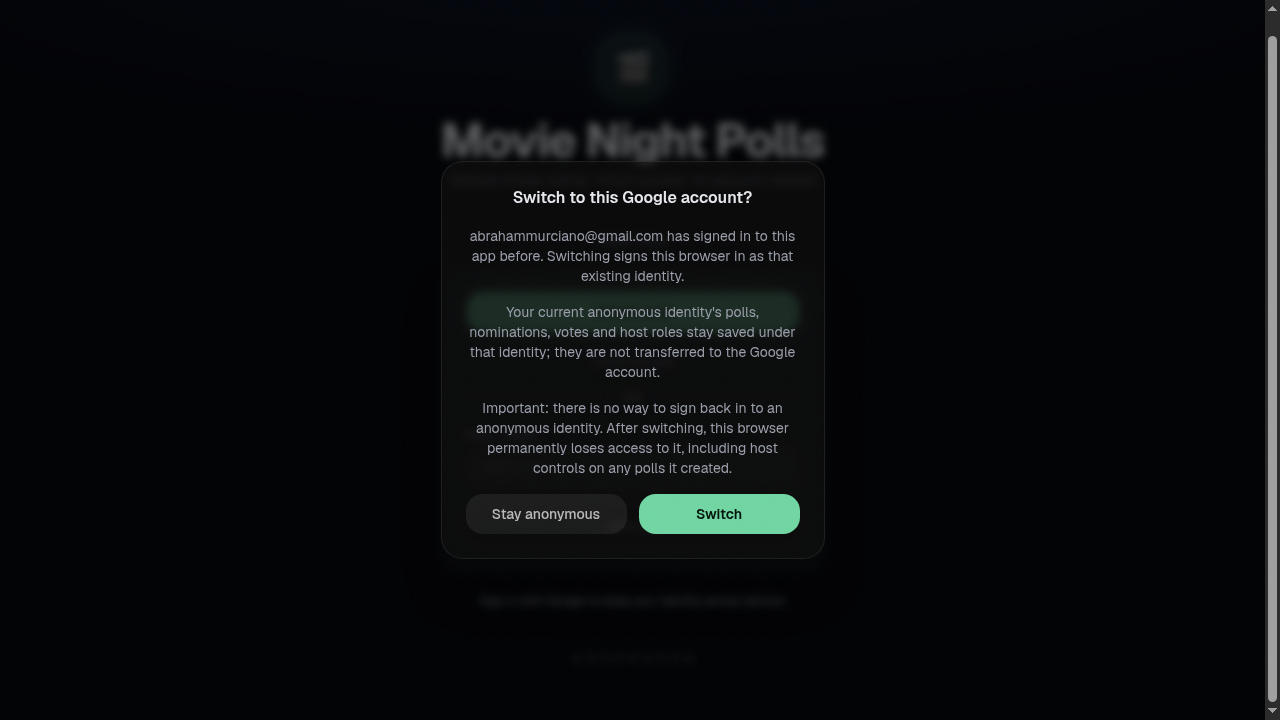 Movie Night Polls
Switch to this Google account?
abrahammurciano@gmail.com has signed in to this
app before. Switching signs this browser in as that
existing identity.
Your current anonymous identity's polls,
nominations, votes and host roles stay saved under
that identity; they are not transferred to the Google
account.
Important: there is no way to sign back in to an
anonymous identity. After switching, this browser
permanently loses access to it, including host
controls on any polls it created.
Stay anonymous
Switch